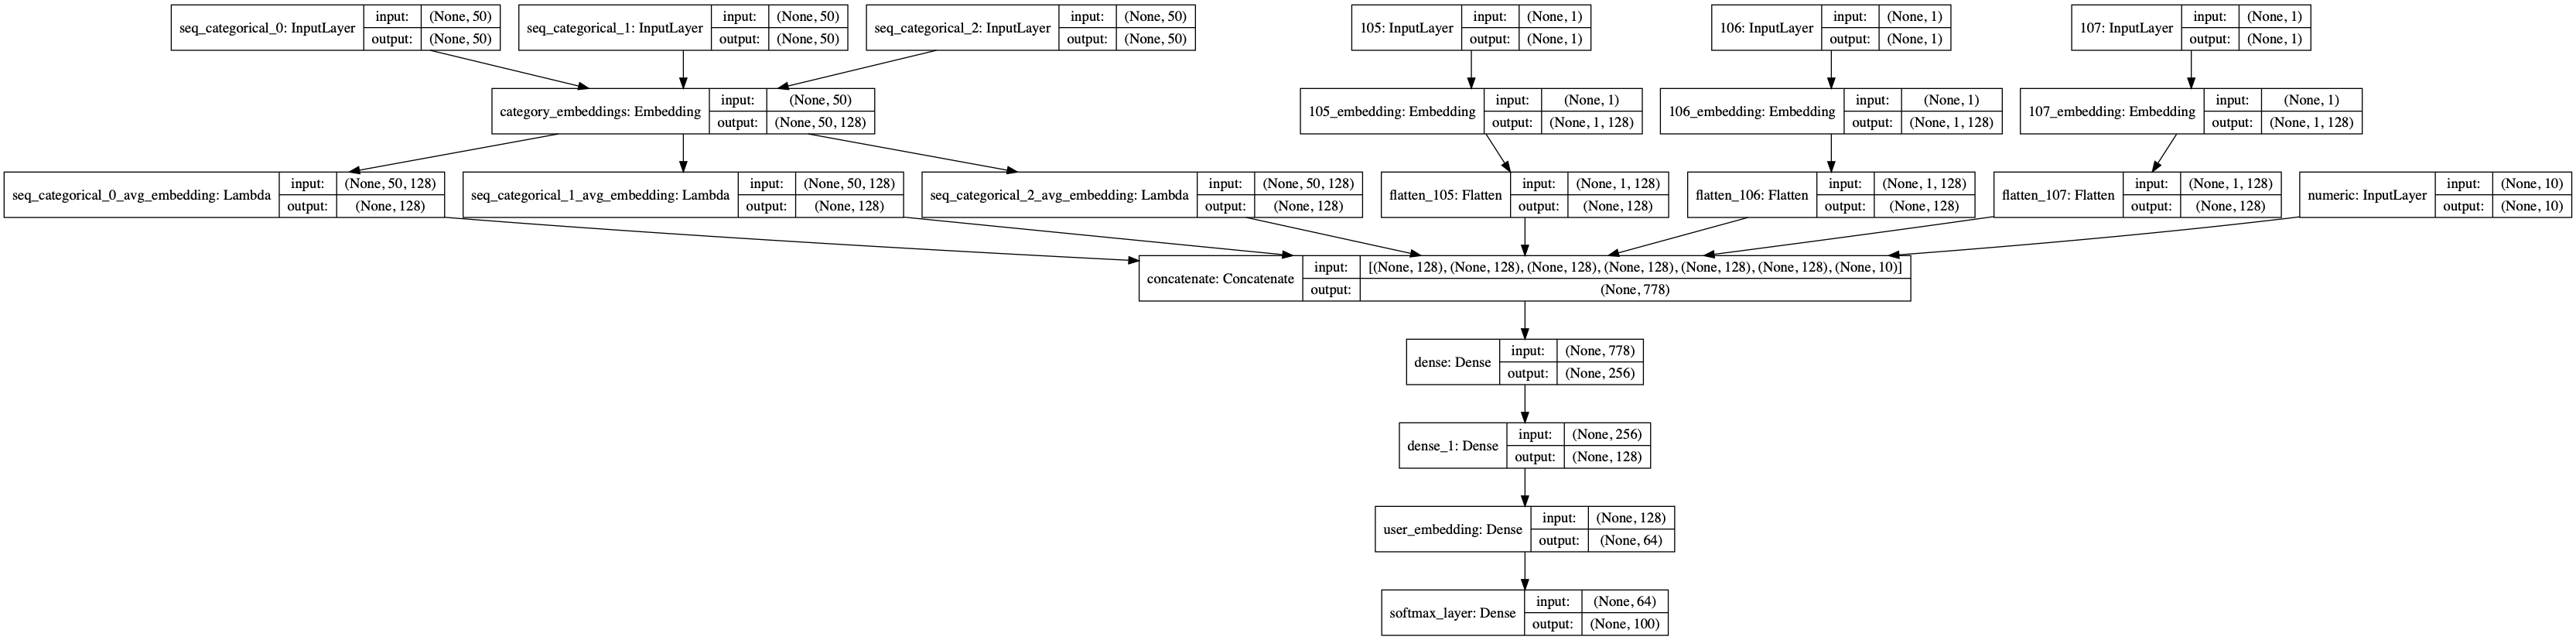 seq_categorical_0: InputLayer input: (None, 50) output: (None, 50)
seq_categorical_1: InputLayer input: (None, 50) output: (None, 50)
seq_categorical_2: InputLayer input: (None, 50) output: (None, 50)
105: InputLayer input: (None, 1) output: (None, 1)
106: InputLayer input: (None, 1) output: (None, 1)
107: InputLayer input: (None, 1) output: (None, 1)
category_embeddings: Embedding input: (None, 50) output: (None, 50, 128)
105_embedding: Embedding input: (None, 1) output: (None, 1, 128)
106_embedding: Embedding input: (None, 1) output: (None, 1, 128)
107_embedding: Embedding input: (None, 1) output: (None, 1, 128)
seq_categorical_0_avg_embedding: Lambda input: (None, 50, 128) output: (None, 128)
seq_categorical_1_avg_embedding: Lambda input: (None, 50, 128) output: (None, 128)
seq_categorical_2_avg_embedding: Lambda input: (None, 50, 128) output: (None, 128)
flatten_105: Flatten input: (None, 1, 128) output: (None, 128)
flatten_106: Flatten input: (None, 1, 128) output: (None, 128)
flatten_107: Flatten input: (None, 1, 128) output: (None, 128)
numeric: InputLayer input: (None, 10) output: (None, 10)
concatenate: Concatenate input: [(None, 128), (None, 128), (None, 128), (None, 128), (None, 128), (None, 128), (None, 10)] output: (None, 778)
dense: Dense input: (None, 778) output: (None, 256)
dense_1: Dense input: (None, 256) output: (None, 128)
user_embedding: Dense input: (None, 128) output: (None, 64)
softmax_layer: Dense input: (None, 64) output: (None, 100)